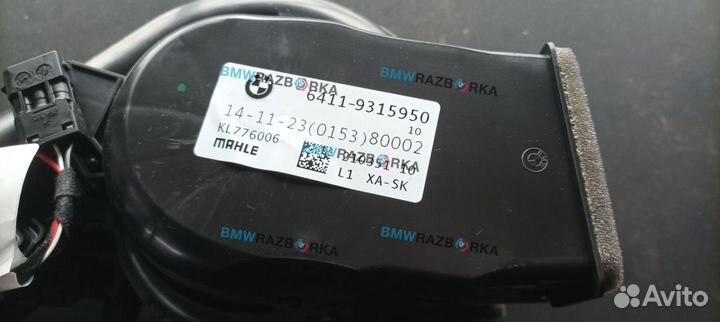 BMWRAZBORKA
BMWRAZBORKA
6411-9315950
10
14-11-23(0153)80002
KL776006
BMWRAZBORKA
MAHLE
10
L1 XA-SK
BMWRAZBORKA
BMWRAZBORKA
Avito